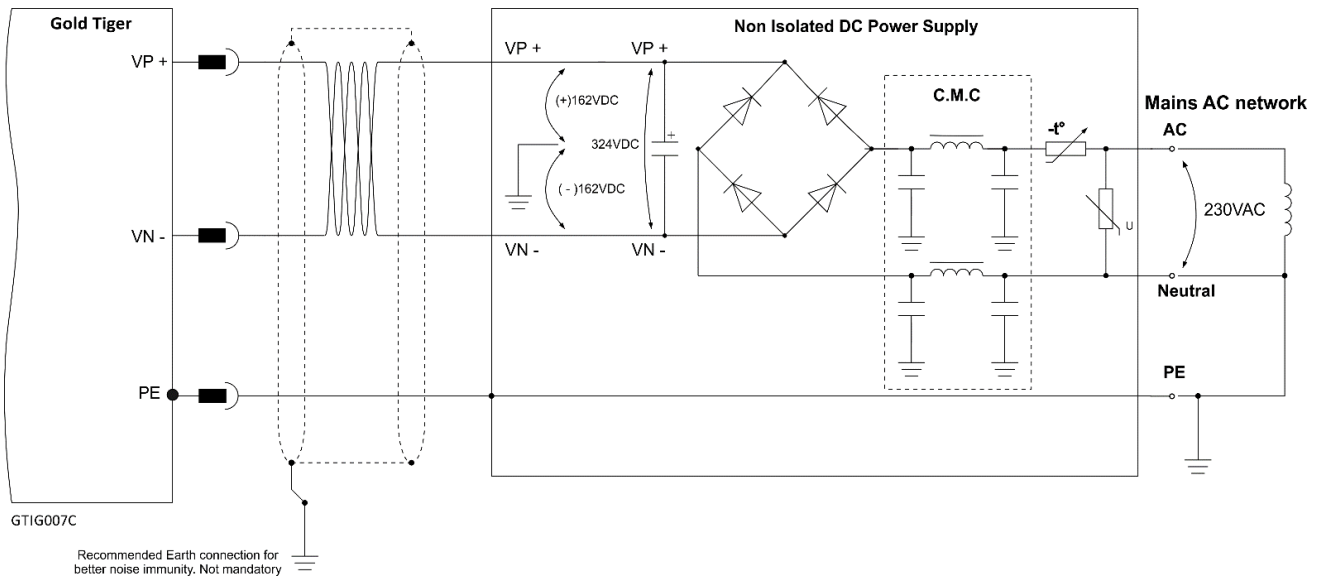 Gold Tiger
Non Isolated DC Power Supply
VP +
VP +
VP +
C.M.C
Mains AC network
(+)162VDC
-t°
AC
+
324VDC
(-)162VDC
230VAC
U
VN -
VN -
VN -
Neutral
PE
PE
GTIG007C
Recommended Earth connection for
better noise immunity. Not mandatory